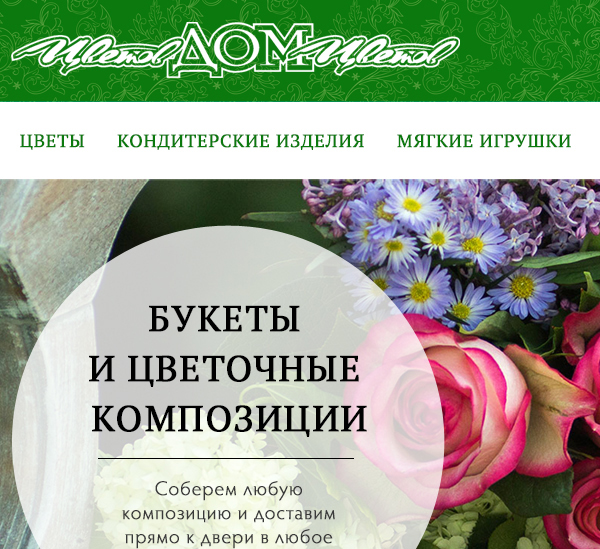 Цветов ДОМ Цветов
ЦВЕТЫ КОНДИТЕРСКИЕ ИЗДЕЛИЯ МЯГКИЕ ИГРУШКИ
БУКЕТЫ
И ЦВЕТОЧНЫЕ
КОМПОЗИЦИИ
Соберем любую
композицию и доставим
прямо к двери в любое